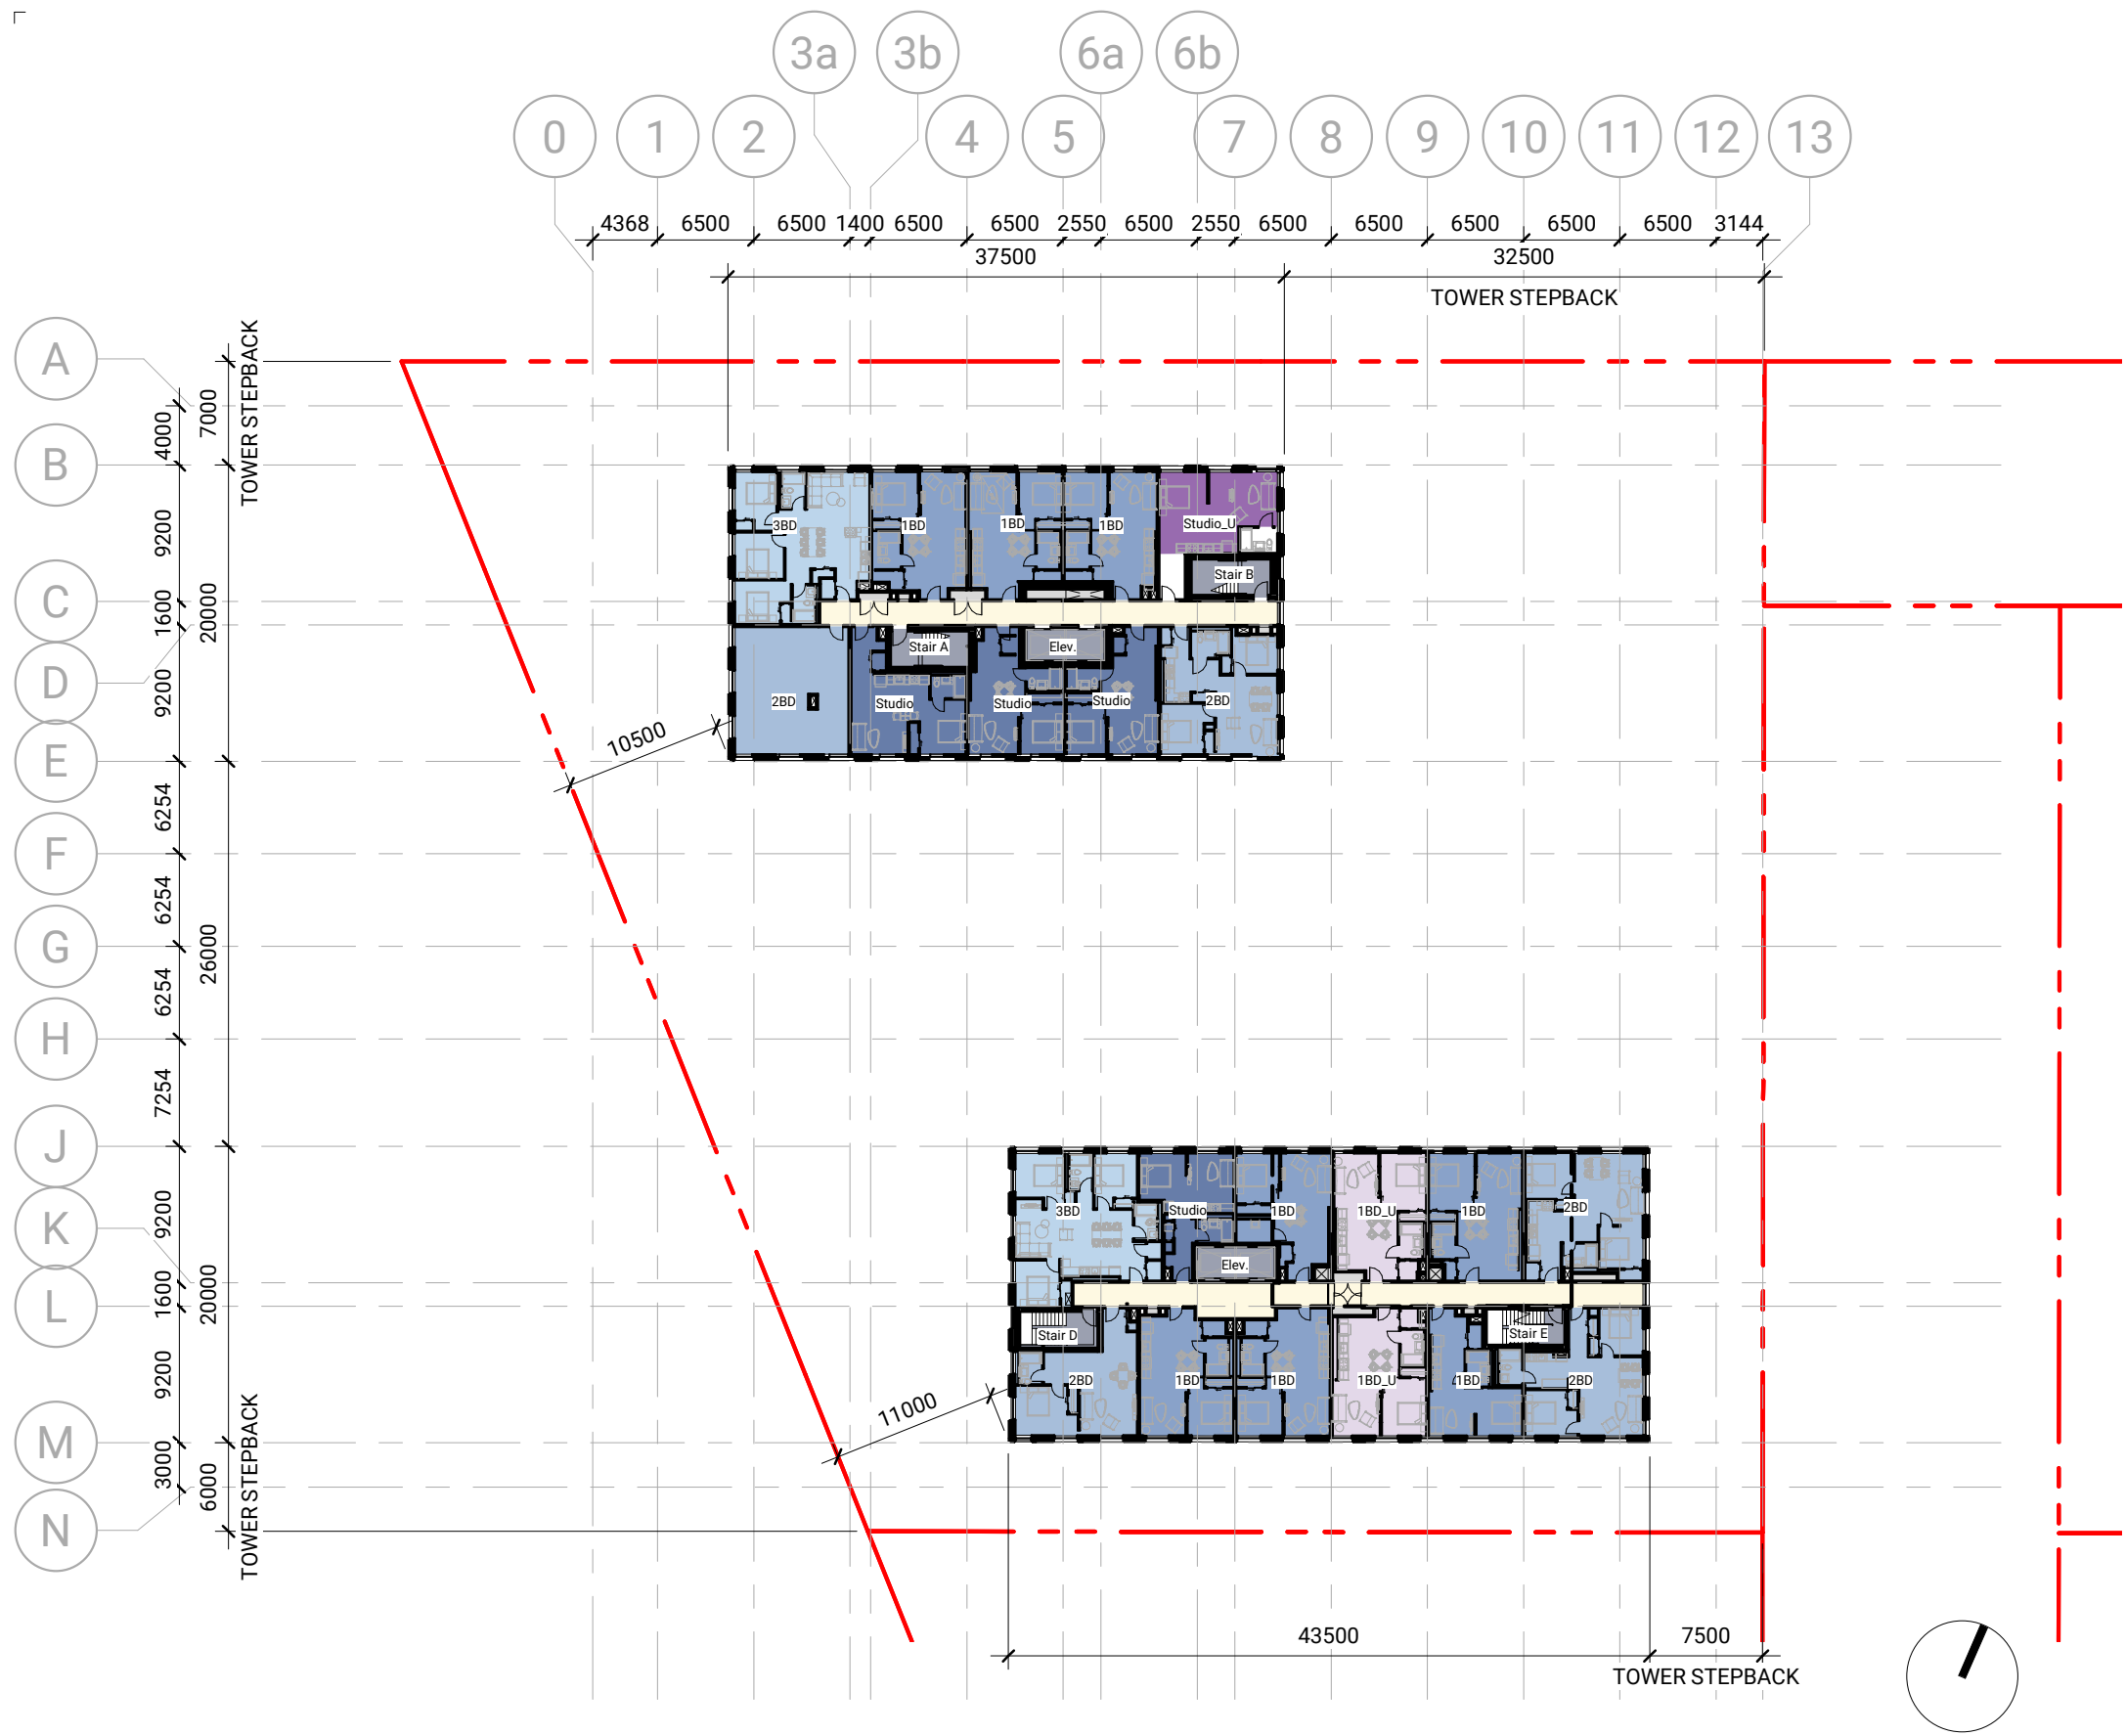 3a 3b 6a 6b
0 1 2 4 5 7 8 9 10 11 12 13
4368 6500 6500 1400 6500 6500 2550 6500 2550 6500 6500 6500 6500 6500 3144
37500 32500
TOWER STEPBACK
A
B
C
D
E
F
G
H
J
K
L
M
N
4000
9200
1600
9200
6254
6254
6254
7254
9200
1600
9200
3000
7000
20000
26000
20000
6000
TOWER STEPBACK
TOWER STEPBACK
3BD 1BD 1BD 1BD Studio_U
Stair B
Stair A Elev.
2BD Studio Studio Studio 2BD
10500
3BD Studio 1BD 1BD_U 1BD 2BD
Elev.
Stair D Stair E
2BD 1BD 1BD 1BD_U 1BD 2BD
11000
43500 7500
TOWER STEPBACK